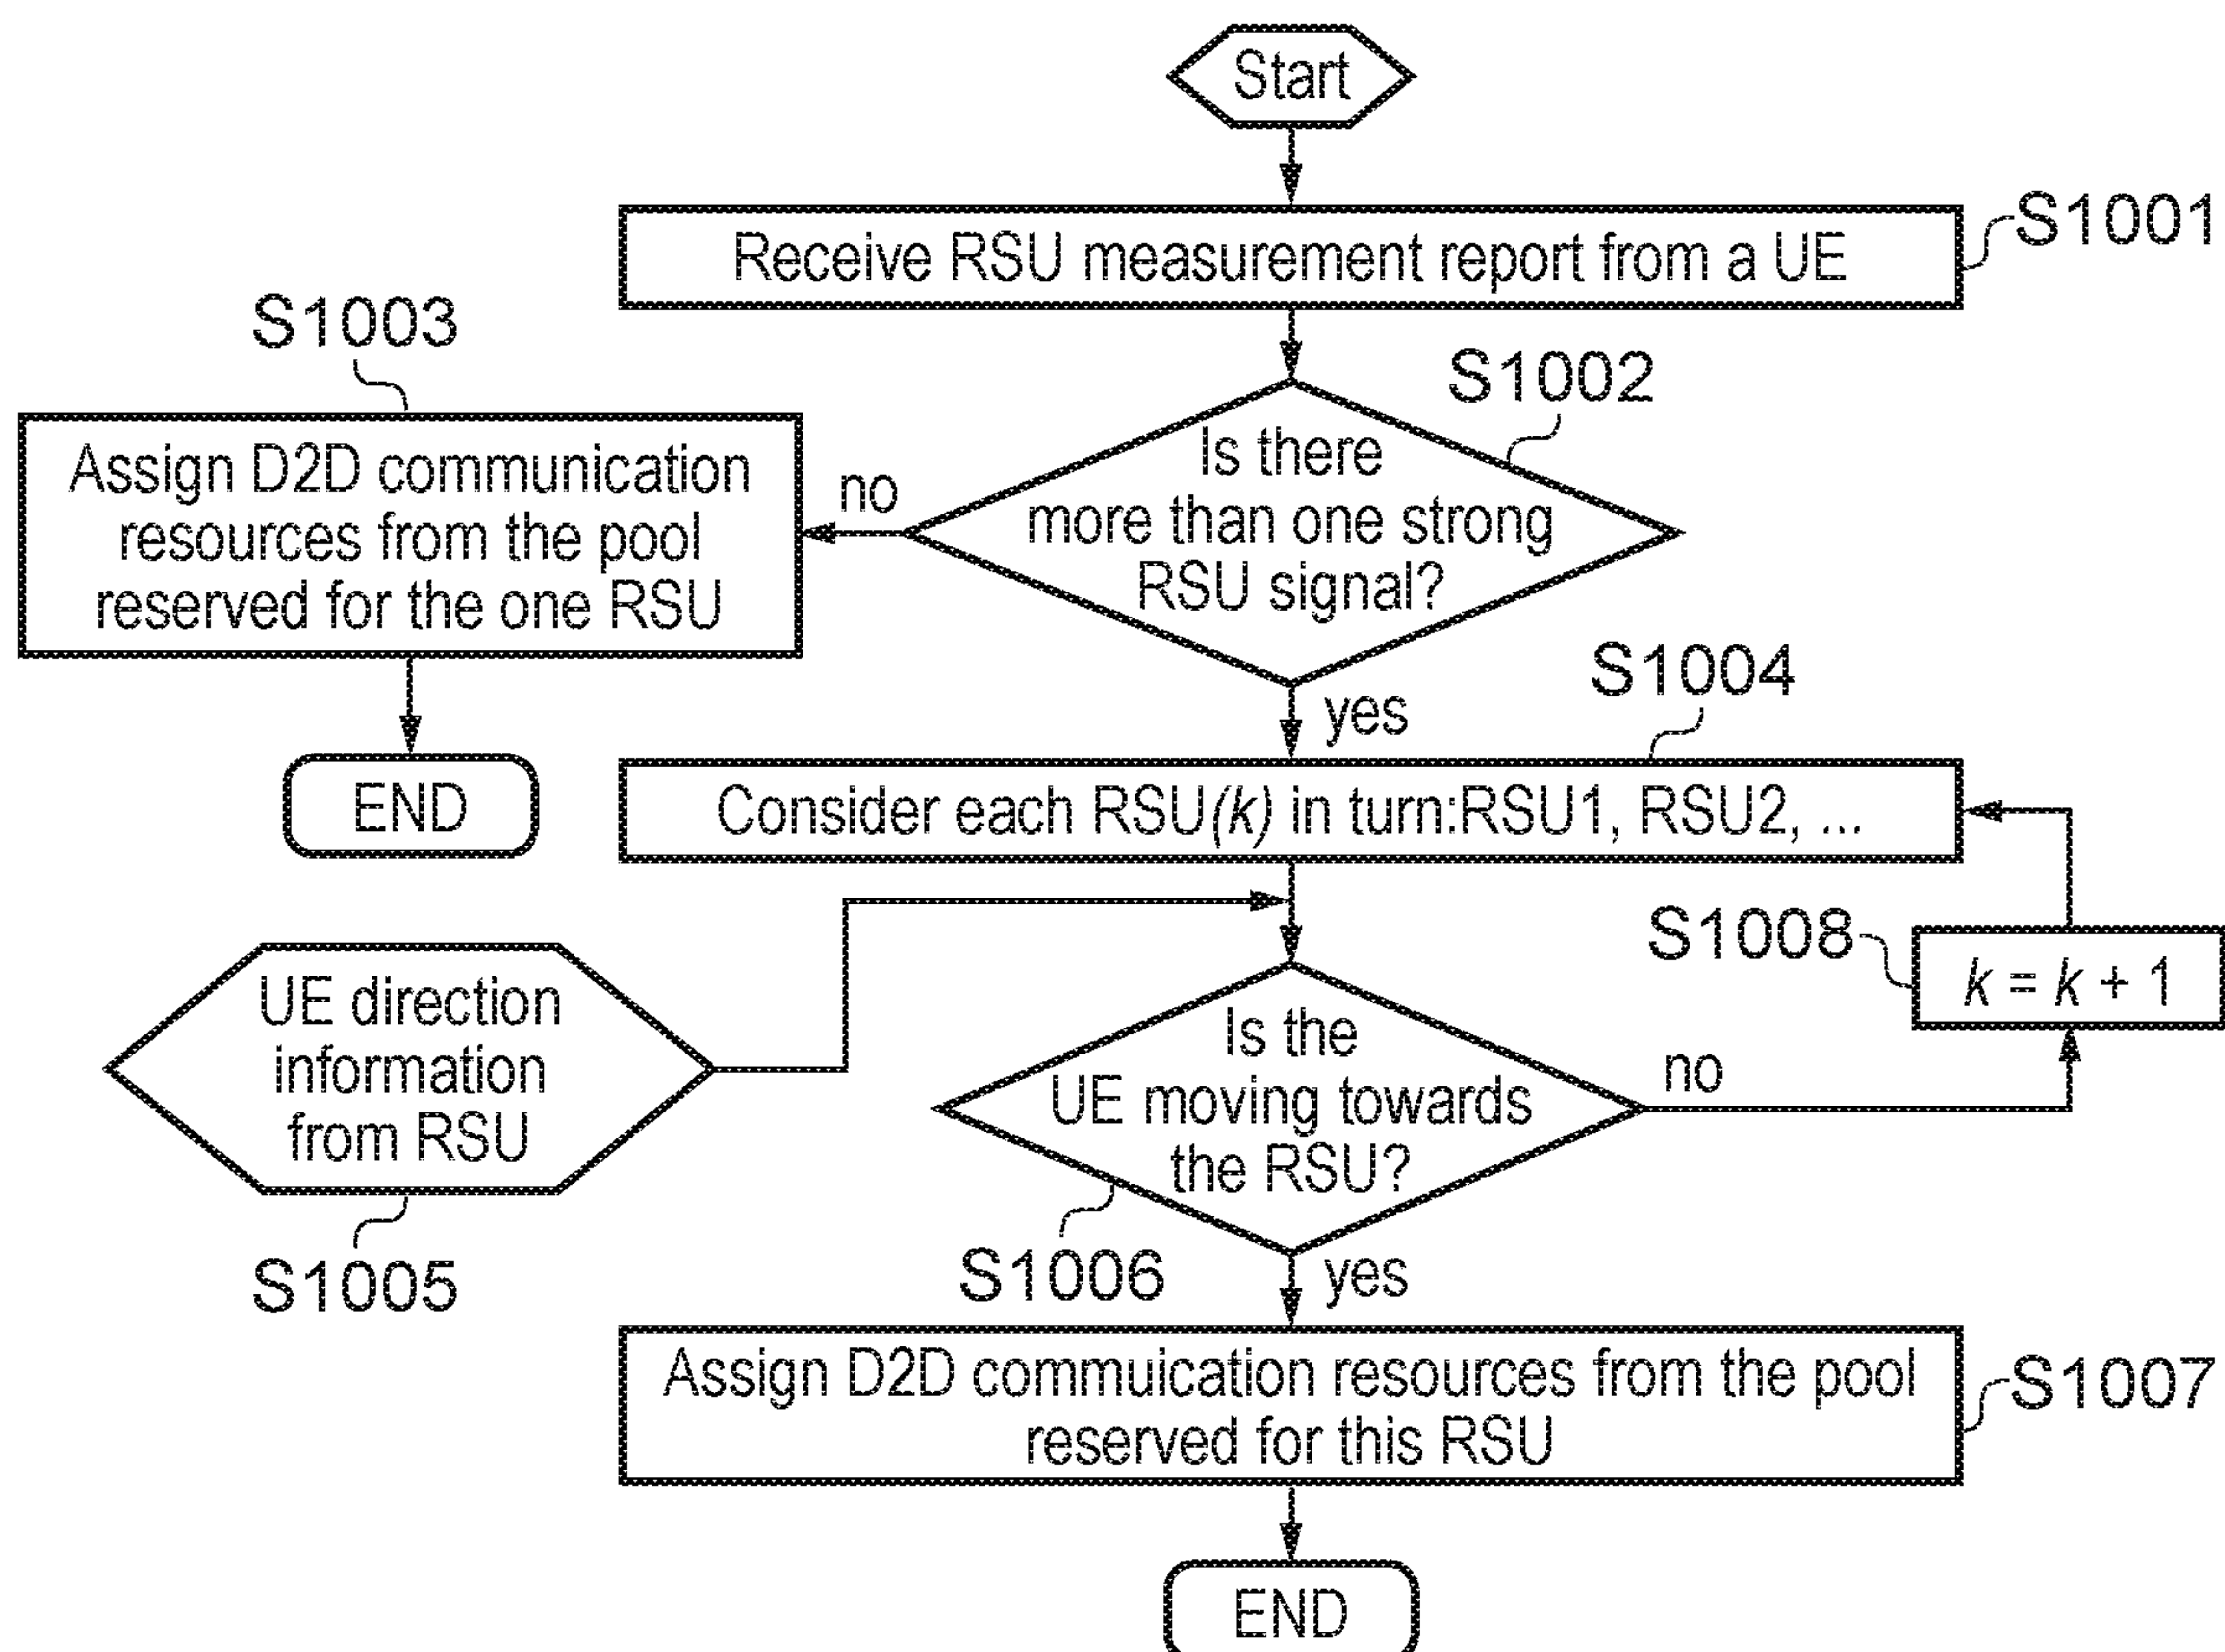 Start
Receive RSU measurement report from a UE
S1001
S1003
S1002
Assign D2D communication
resources from the pool
reserved for the one RSU
no
Is there
more than one strong
RSU signal?
S1004
yes
END
Consider each RSU(k) in turn:RSU1, RSU2, ...
S1008
k = k + 1
UE direction
information
from RSU
S1005
Is the
UE moving towards
the RSU?
no
S1006
yes
Assign D2D commuication resources from the pool
reserved for this RSU
S1007
END